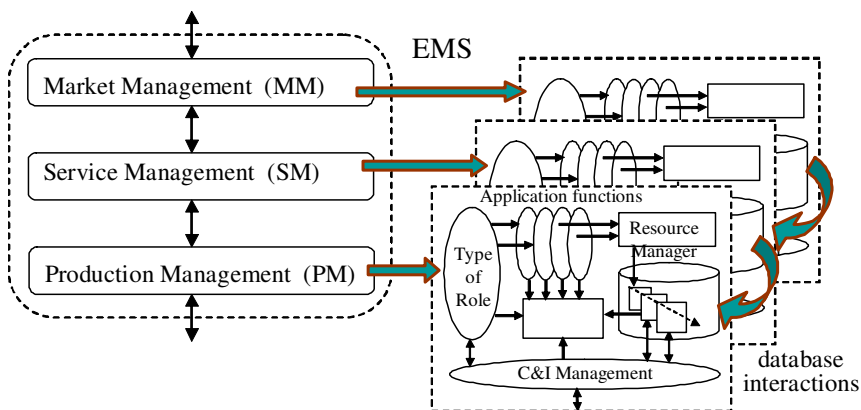 EMS
Market Management (MM)
Service Management (SM)
Production Management (PM)
Application functions
Type
of
Role
Resource
Manager
C&I Management
database
interactions